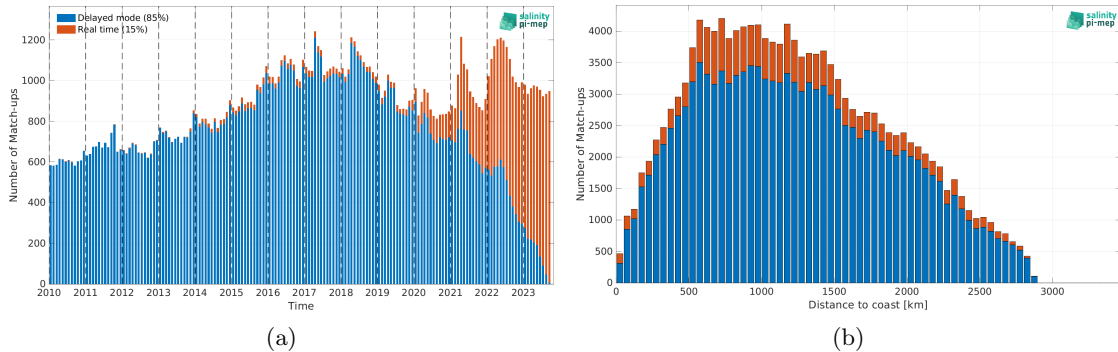 Delayed mode (85%)
Real time (15%)
salinity
pi-mep
Number of Match-ups
1200
1000
800
600
400
200
0
2010 2011 2012 2013 2014 2015 2016 2017 2018 2019 2020 2021 2022 2023
Time
(a)
salinity
pi-mep
Number of Match-ups
4000
3500
3000
2500
2000
1500
1000
500
0
0 500 1000 1500 2000 2500 3000
Distance to coast [km]
(b)